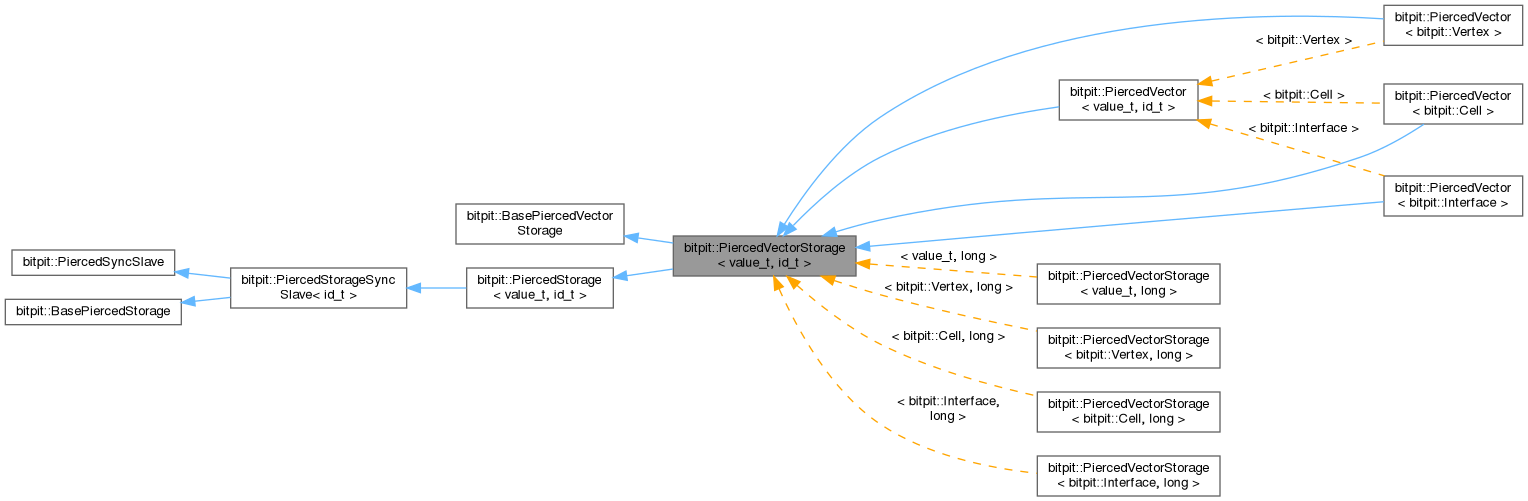 bitpit::PiercedVector
< bitpit::Vertex >
< bitpit::Vertex >
bitpit::PiercedVector
< value_t, id_t >
< bitpit::Cell >
bitpit::PiercedVector
< bitpit::Cell >
< bitpit::Interface >
bitpit::PiercedVector
< bitpit::Interface >
bitpit::BasePiercedVector
Storage
bitpit::PiercedVectorStorage
< value_t, id_t >
bitpit::PiercedSyncSlave
bitpit::PiercedStorageSync
Slave< id_t >
bitpit::PiercedStorage
< value_t, id_t >
bitpit::BasePiercedStorage
< value_t, long >
bitpit::PiercedVectorStorage
< value_t, long >
< bitpit::Vertex, long >
bitpit::PiercedVectorStorage
< bitpit::Vertex, long >
< bitpit::Cell, long >
bitpit::PiercedVectorStorage
< bitpit::Cell, long >
< bitpit::Interface,
long >
bitpit::PiercedVectorStorage
< bitpit::Interface, long >